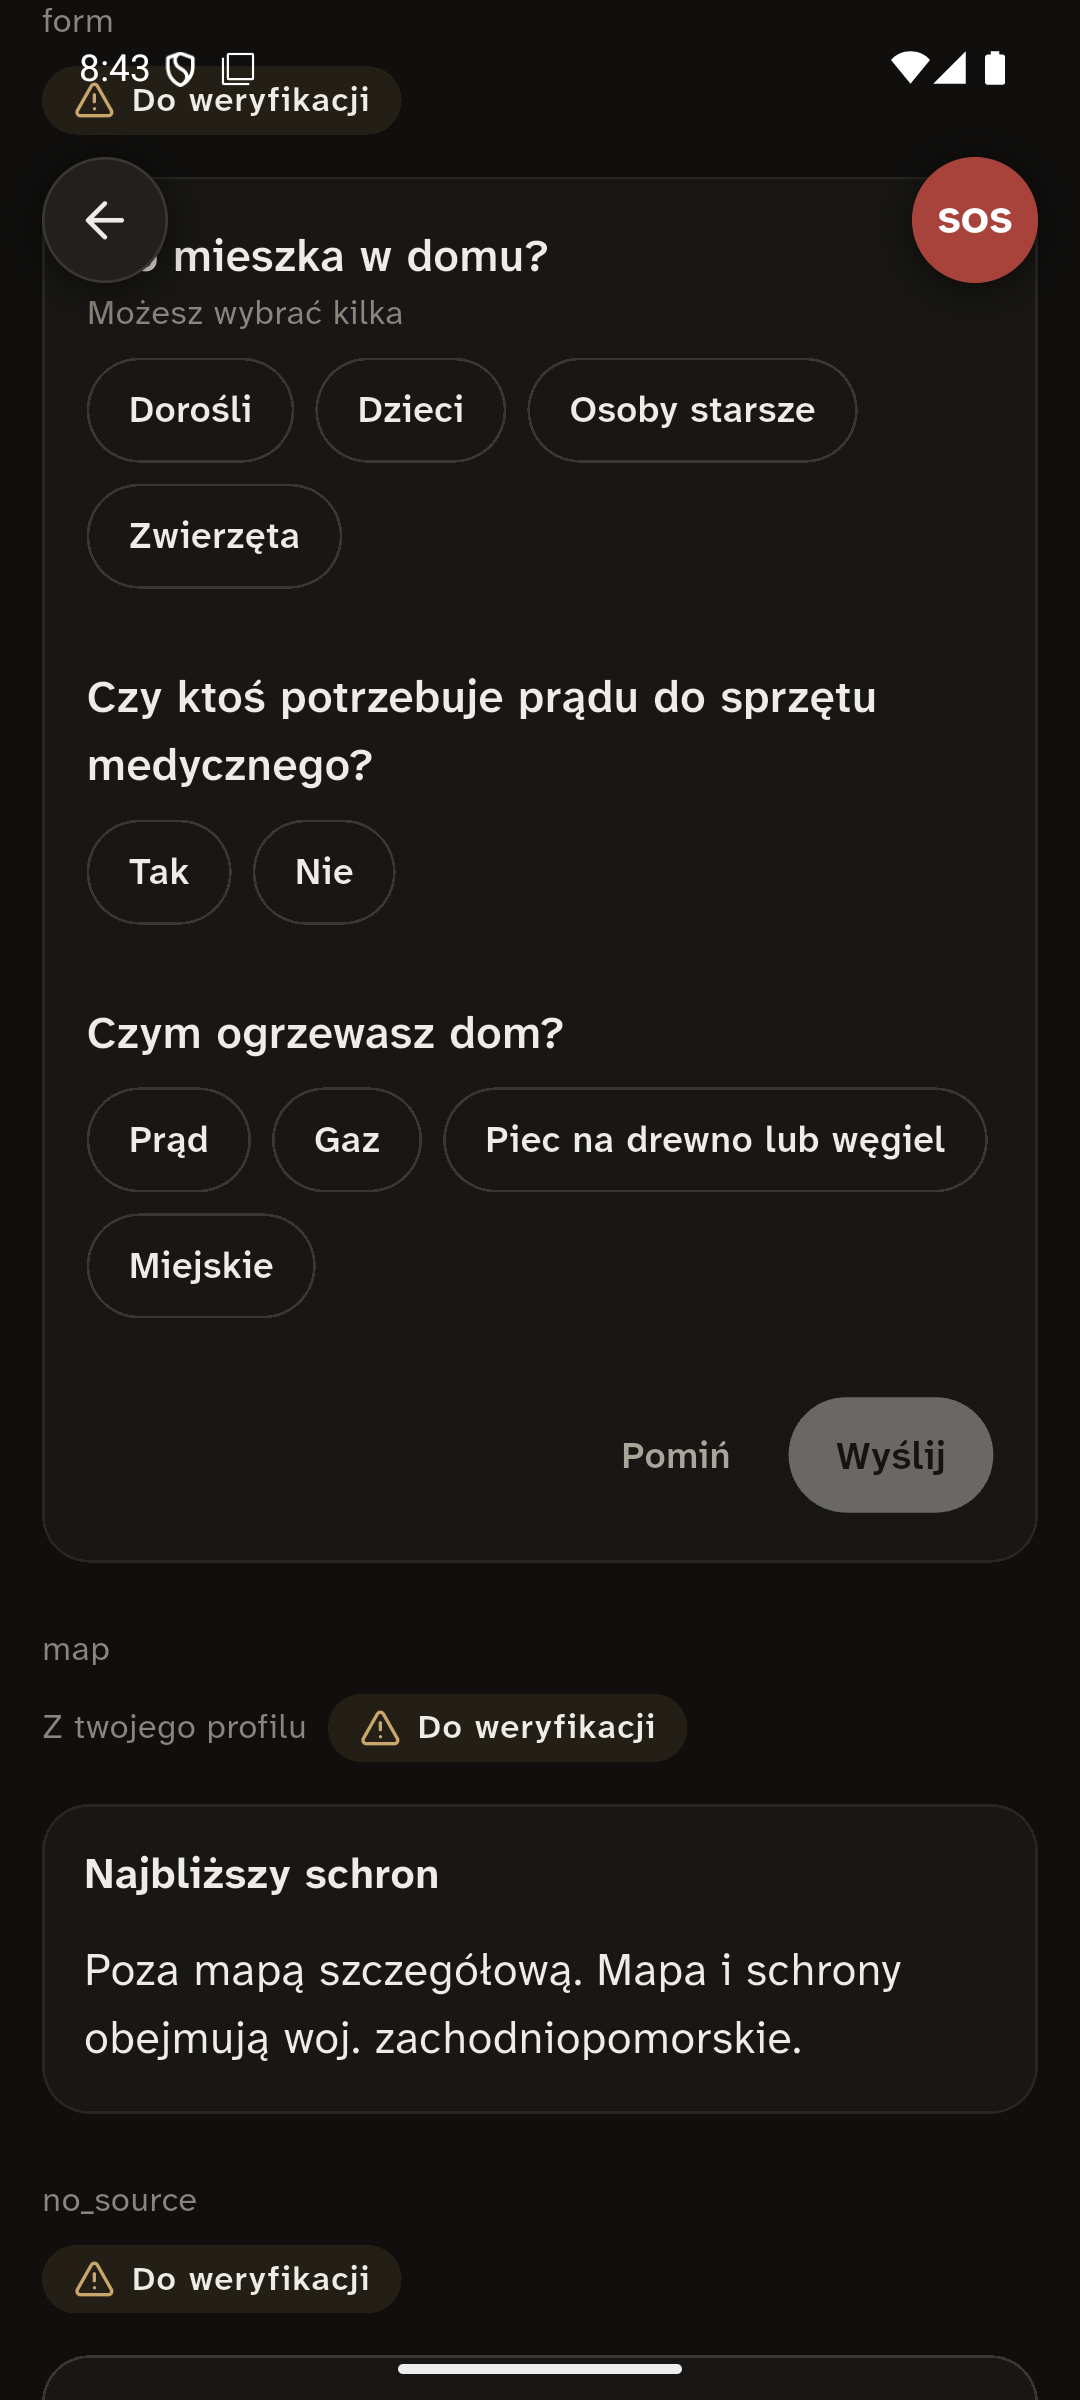 form
8:43
Do weryfikacji
SOS
mieszka w domu?
Możesz wybrać kilka
Dorośli
Dzieci
Osoby starsze
Zwierzęta
Czy ktoś potrzebuje prądu do sprzętu
medycznego?
Tak
Nie
Czym ogrzewasz dom?
Prąd
Gaz
Piec na drewno lub węgiel
Miejskie
Pomiń
Wyślij
map
Z twojego profilu
Do weryfikacji
Najbliższy schron
Poza mapą szczegółową. Mapa i schrony
obejmują woj. zachodniopomorskie.
no_source
Do weryfikacji